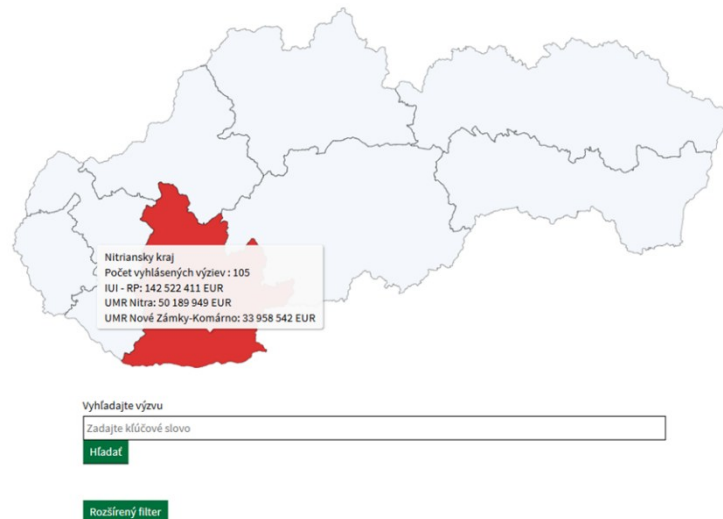 Nitriansky kraj
Počet vyhlásených výziev : 105
IUI - RP: 142 522 411 EUR
UMR Nitra: 50 189 949 EUR
UMR Nové Zámky-Komárno: 33 958 542 EUR
Vyhľadajte výzvu
Zadajte kľúčové slovo
Hľadať
Rozšírený filter